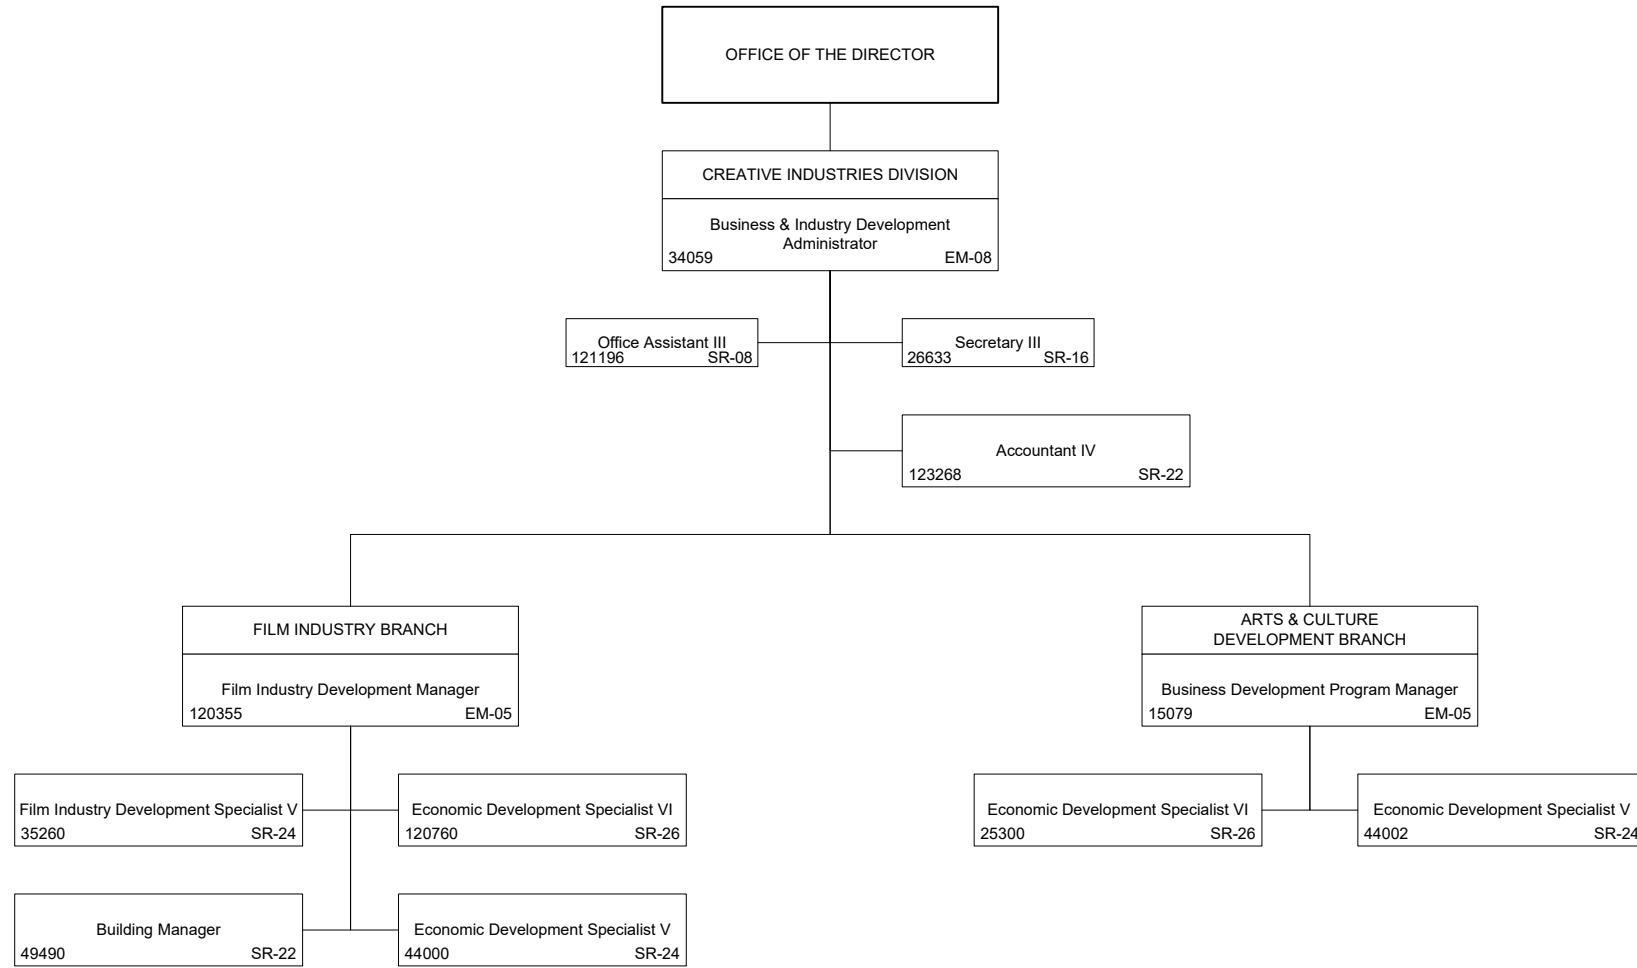 OFFICE OF THE DIRECTOR
CREATIVE INDUSTRIES DIVISION
Business & Industry Development
Administrator
34059 EM-08
Office Assistant III
121196 SR-08
Secretary III
26633 SR-16
Accountant IV
123268 SR-22
FILM INDUSTRY BRANCH
Film Industry Development Manager
120355 EM-05
ARTS & CULTURE
DEVELOPMENT BRANCH
Business Development Program Manager
15079 EM-05
Film Industry Development Specialist V
35260 SR-24
Economic Development Specialist VI
120760 SR-26
Economic Development Specialist VI
25300 SR-26
Economic Development Specialist V
44002 SR-24
Building Manager
49490 SR-22
Economic Development Specialist V
44000 SR-24